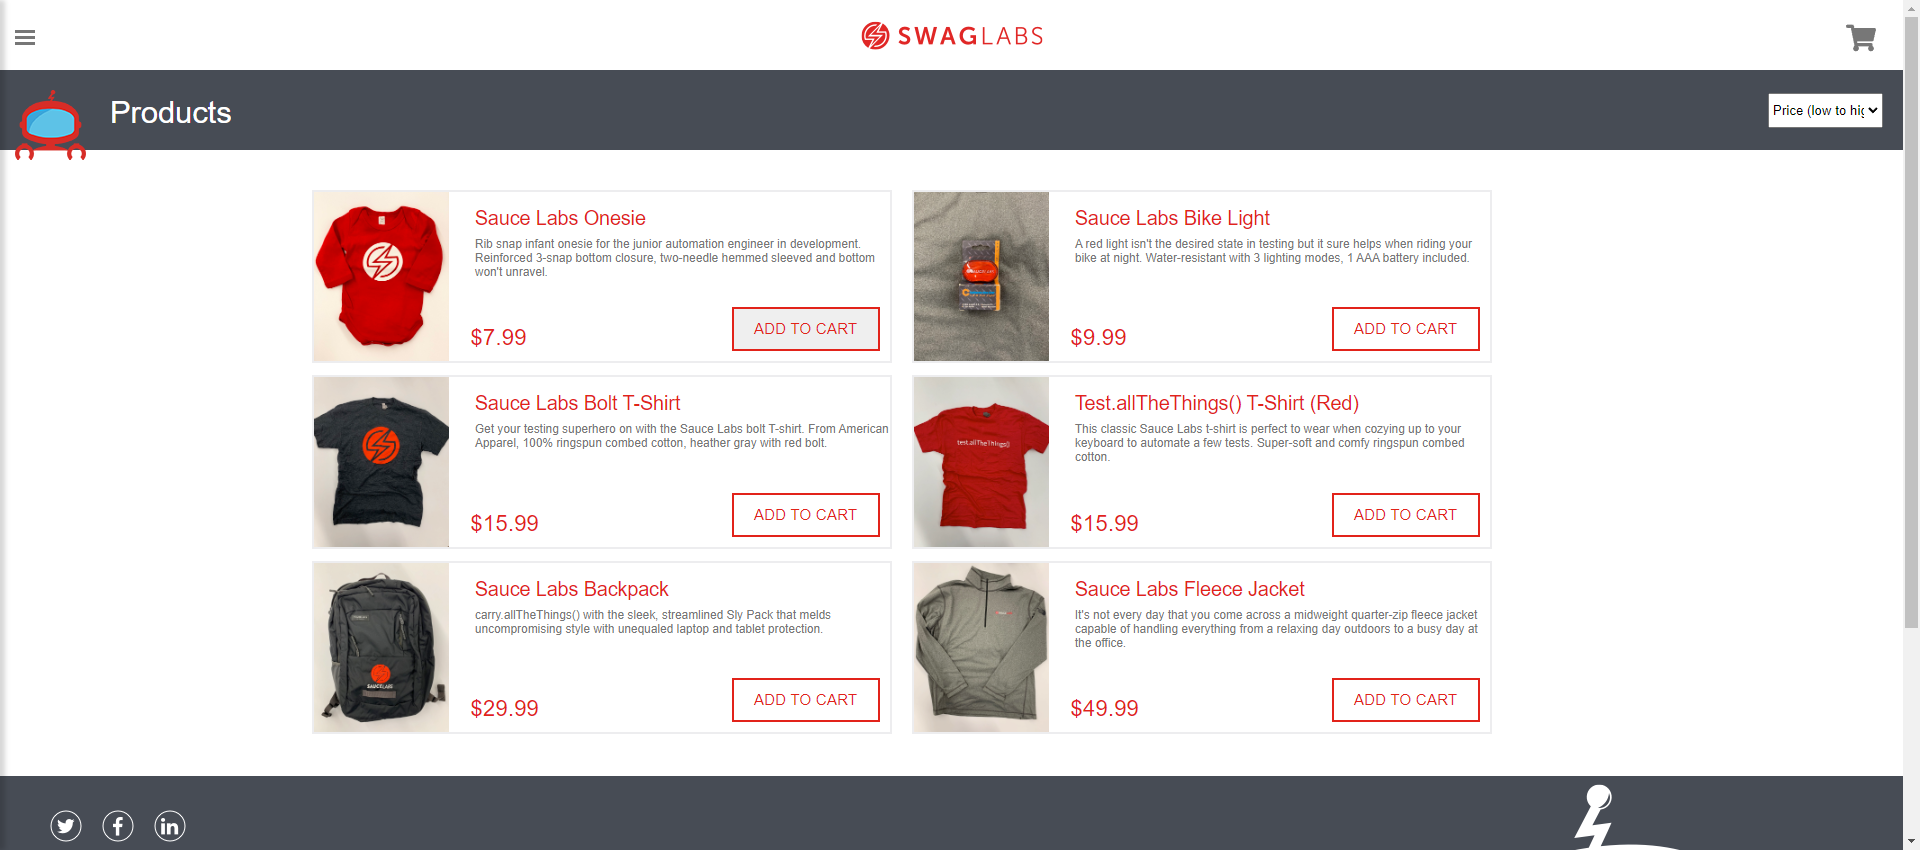 SWAGLABS
Products
Price (low to hig
Sauce Labs Onesie
Rib snap infant onesie for the junior automation engineer in development.
Reinforced 3-snap bottom closure, two-needle hemmed sleeved and bottom
won't unravel.
$7.99
ADD TO CART
Sauce Labs Bike Light
A red light isn't the desired state in testing but it sure helps when riding your
bike at night. Water-resistant with 3 lighting modes, 1 AAA battery included.
$9.99
ADD TO CART
Sauce Labs Bolt T-Shirt
Get your testing superhero on with the Sauce Labs bolt T-shirt. From American
Apparel, 100% ringspun combed cotton, heather gray with red bolt.
$15.99
ADD TO CART
test.allTheThings()
Test.allTheThings() T-Shirt (Red)
This classic Sauce Labs t-shirt is perfect to wear when cozying up to your
keyboard to automate a few tests. Super-soft and comfy ringspun combed
cotton.
$15.99
ADD TO CART
SAUCELABS
Sauce Labs Backpack
carry.allTheThings() with the sleek, streamlined Sly Pack that melds
uncompromising style with unequaled laptop and tablet protection.
$29.99
ADD TO CART
Sauce Labs Fleece Jacket
It's not every day that you come across a midweight quarter-zip fleece jacket
capable of handling everything from a relaxing day outdoors to a busy day at
the office.
$49.99
ADD TO CART